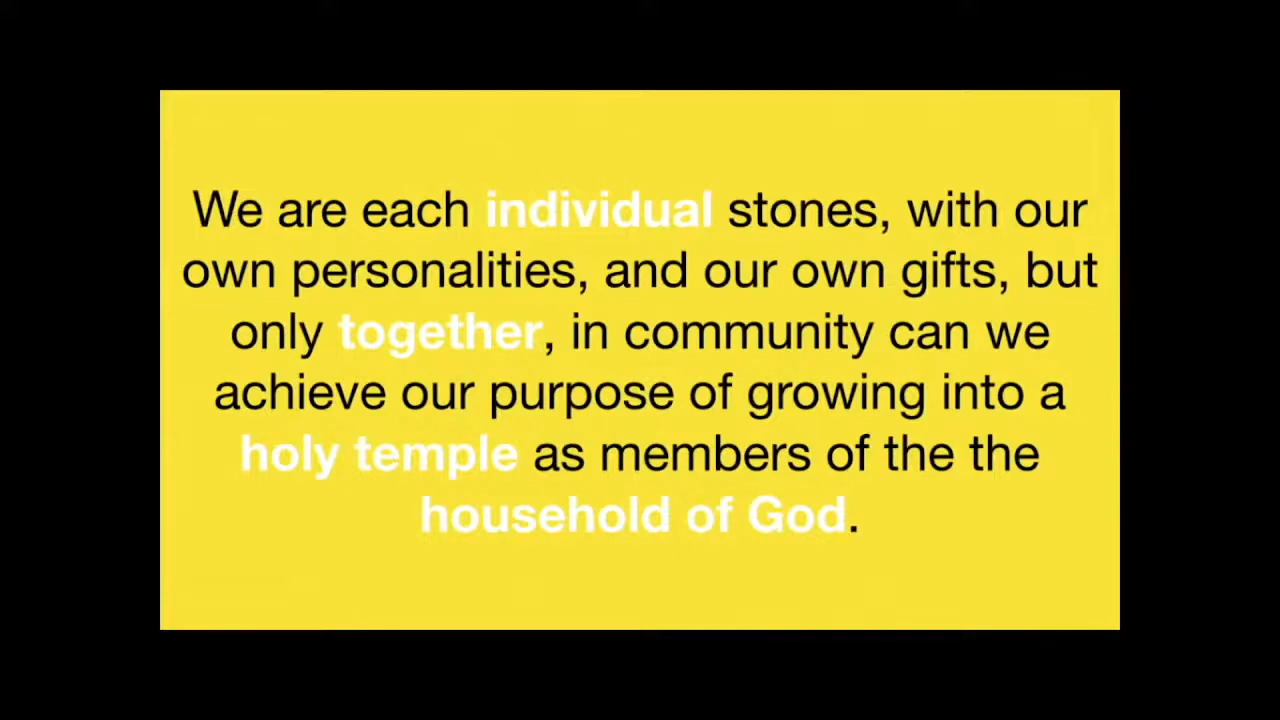 We are each individual stones, with our
own personalities, and our own gifts, but
only together, in community can we
achieve our purpose of growing into a
holy temple as members of the the
household of God.